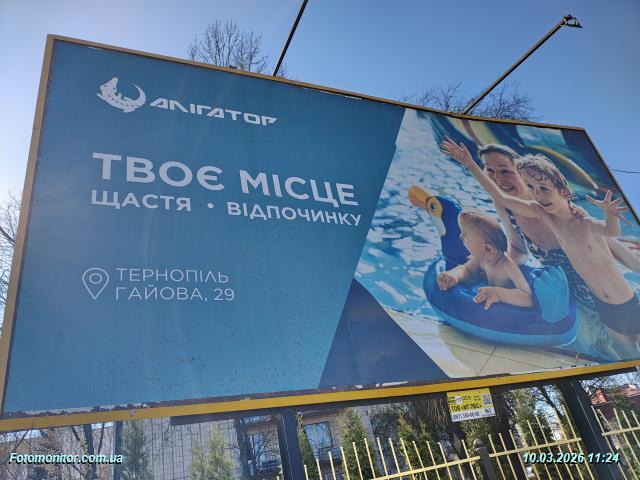 АЛІГАТОР
ТВОЄ МІСЦЕ
ЩАСТЯ • ВІДПОЧИНКУ
ТЕРНОПІЛЬ
ГАЙОВА, 29
Fotomonitor.com.ua
10.03.2026 11:24